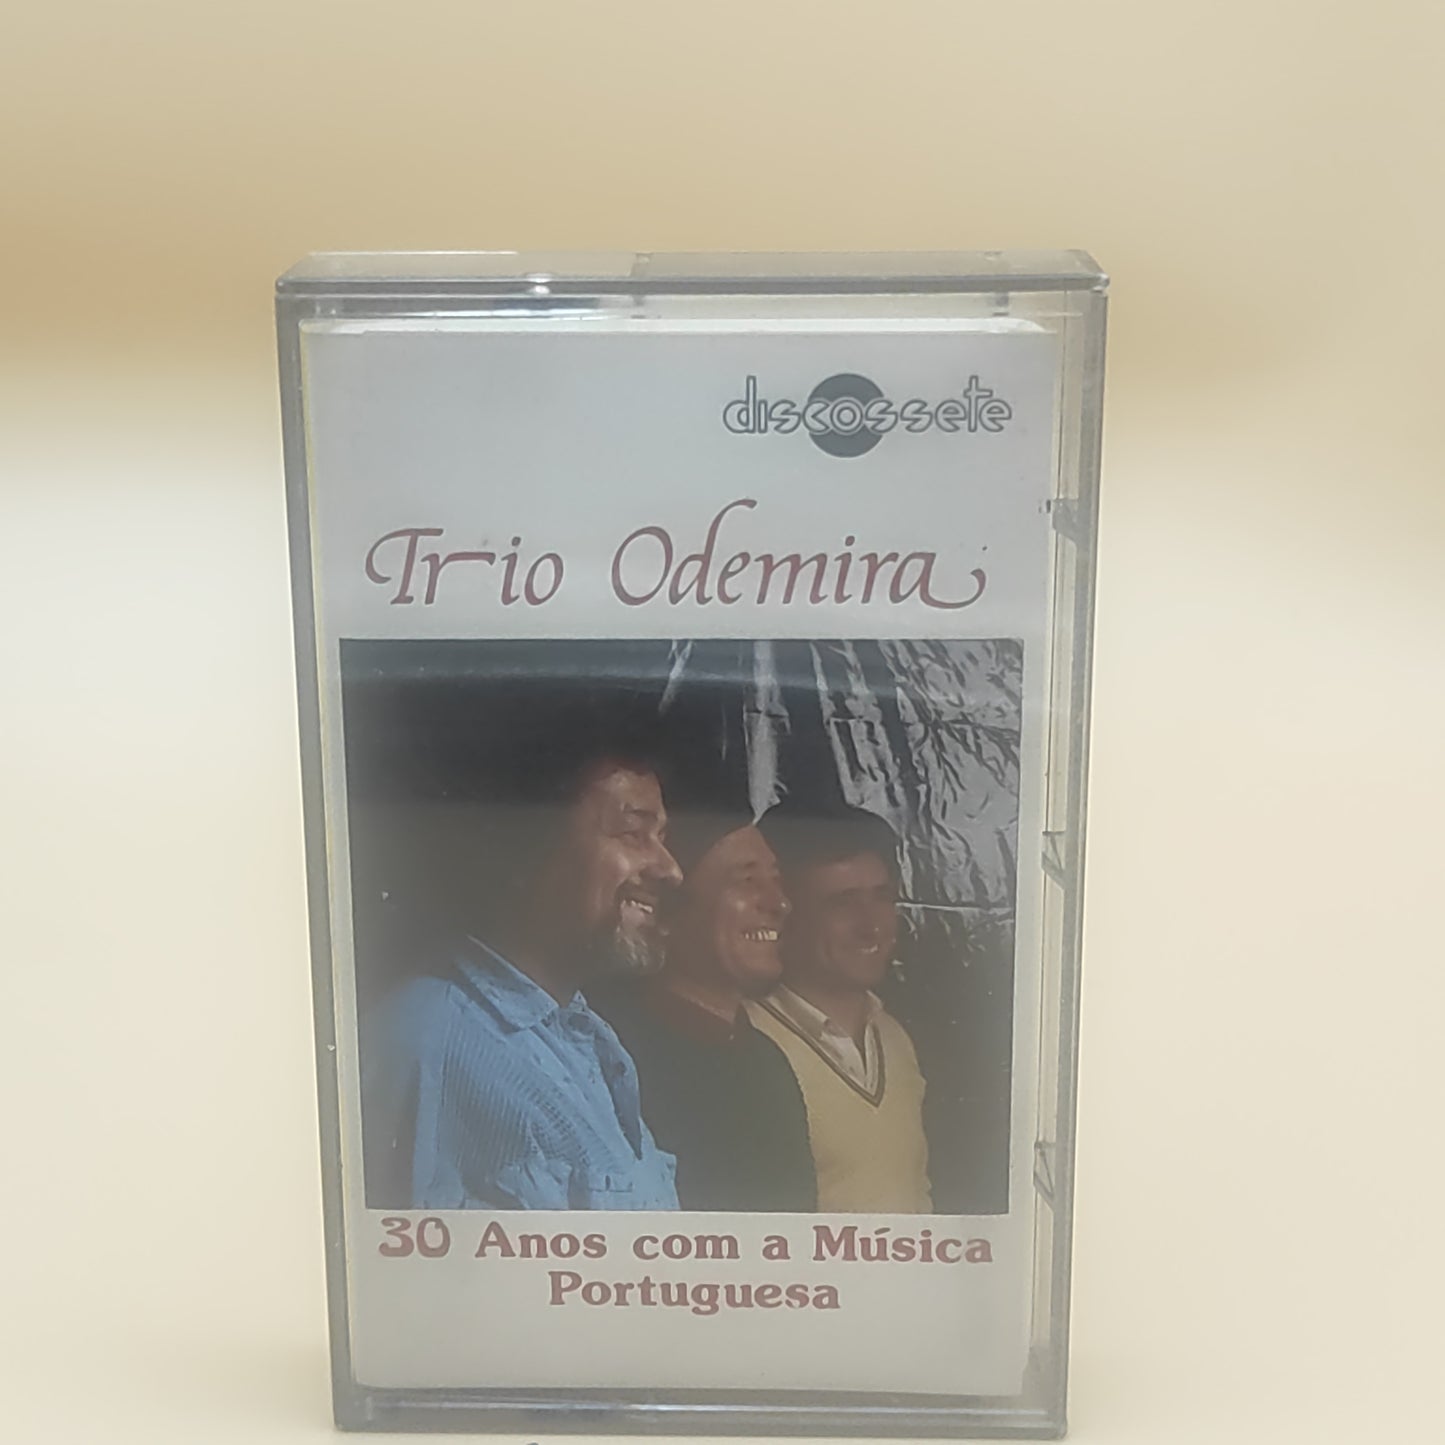 discossete
Trio Odemira
30 Anos com a Música
Portuguesa